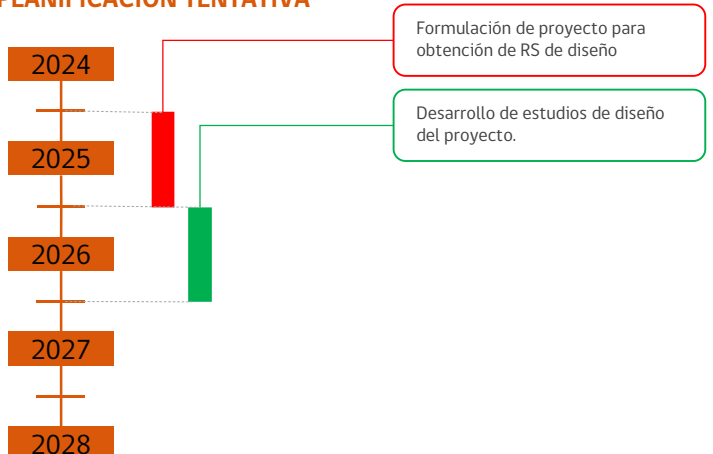 PLANIFICACIÓN TENTATIVA
2024
Formulación de proyecto para
obtención de RS de diseño
Desarrollo de estudios de diseño
del proyecto.
2025
2026
2027
2028